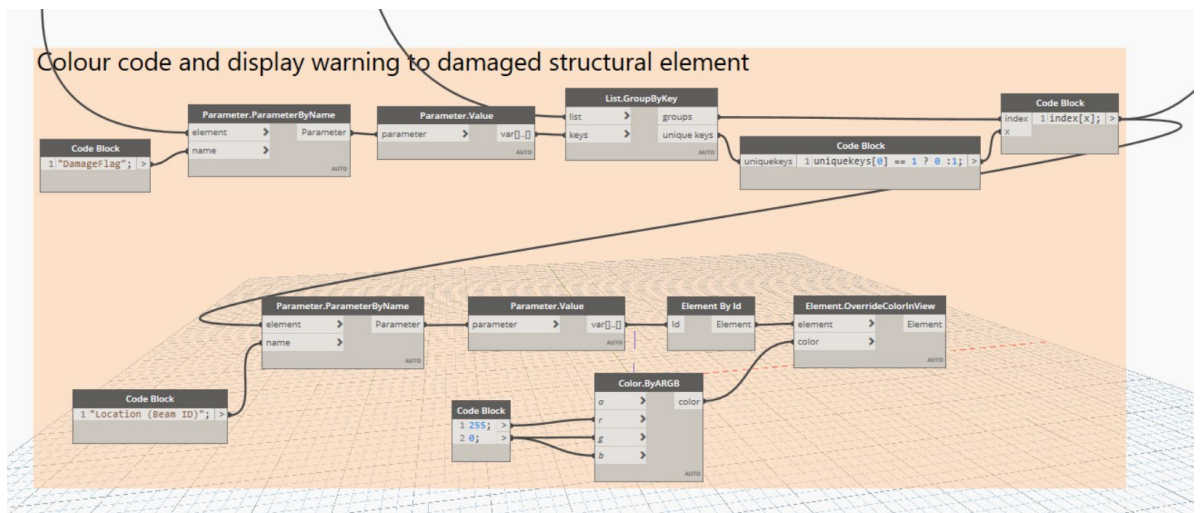 Colour code and display warning to damaged structural element
Code Block
1 "DamageFlag"; >
Parameter.ParameterByName
element > Parameter
name >
AUTO
Parameter.Value
parameter > var[]..[]
AUTO
List.GroupByKey
list > groups
keys > unique keys
AUTO
Code Block
uniquekeys 1 uniquekeys[0] == 1 ? 0 :1; >
Code Block
index 1 index[x]; >
x
Parameter.ParameterByName
element > Parameter
name >
AUTO
Parameter.Value
parameter > var[]..[]
AUTO
Element By Id
Id Element
AUTO
Element.OverrideColorInView
element > Element
color >
AUTO
Code Block
1 "Location (Beam ID)"; >
Code Block
1 255; >
2 0; >
Color.ByARGB
a > color
r >
g >
b >
AUTO